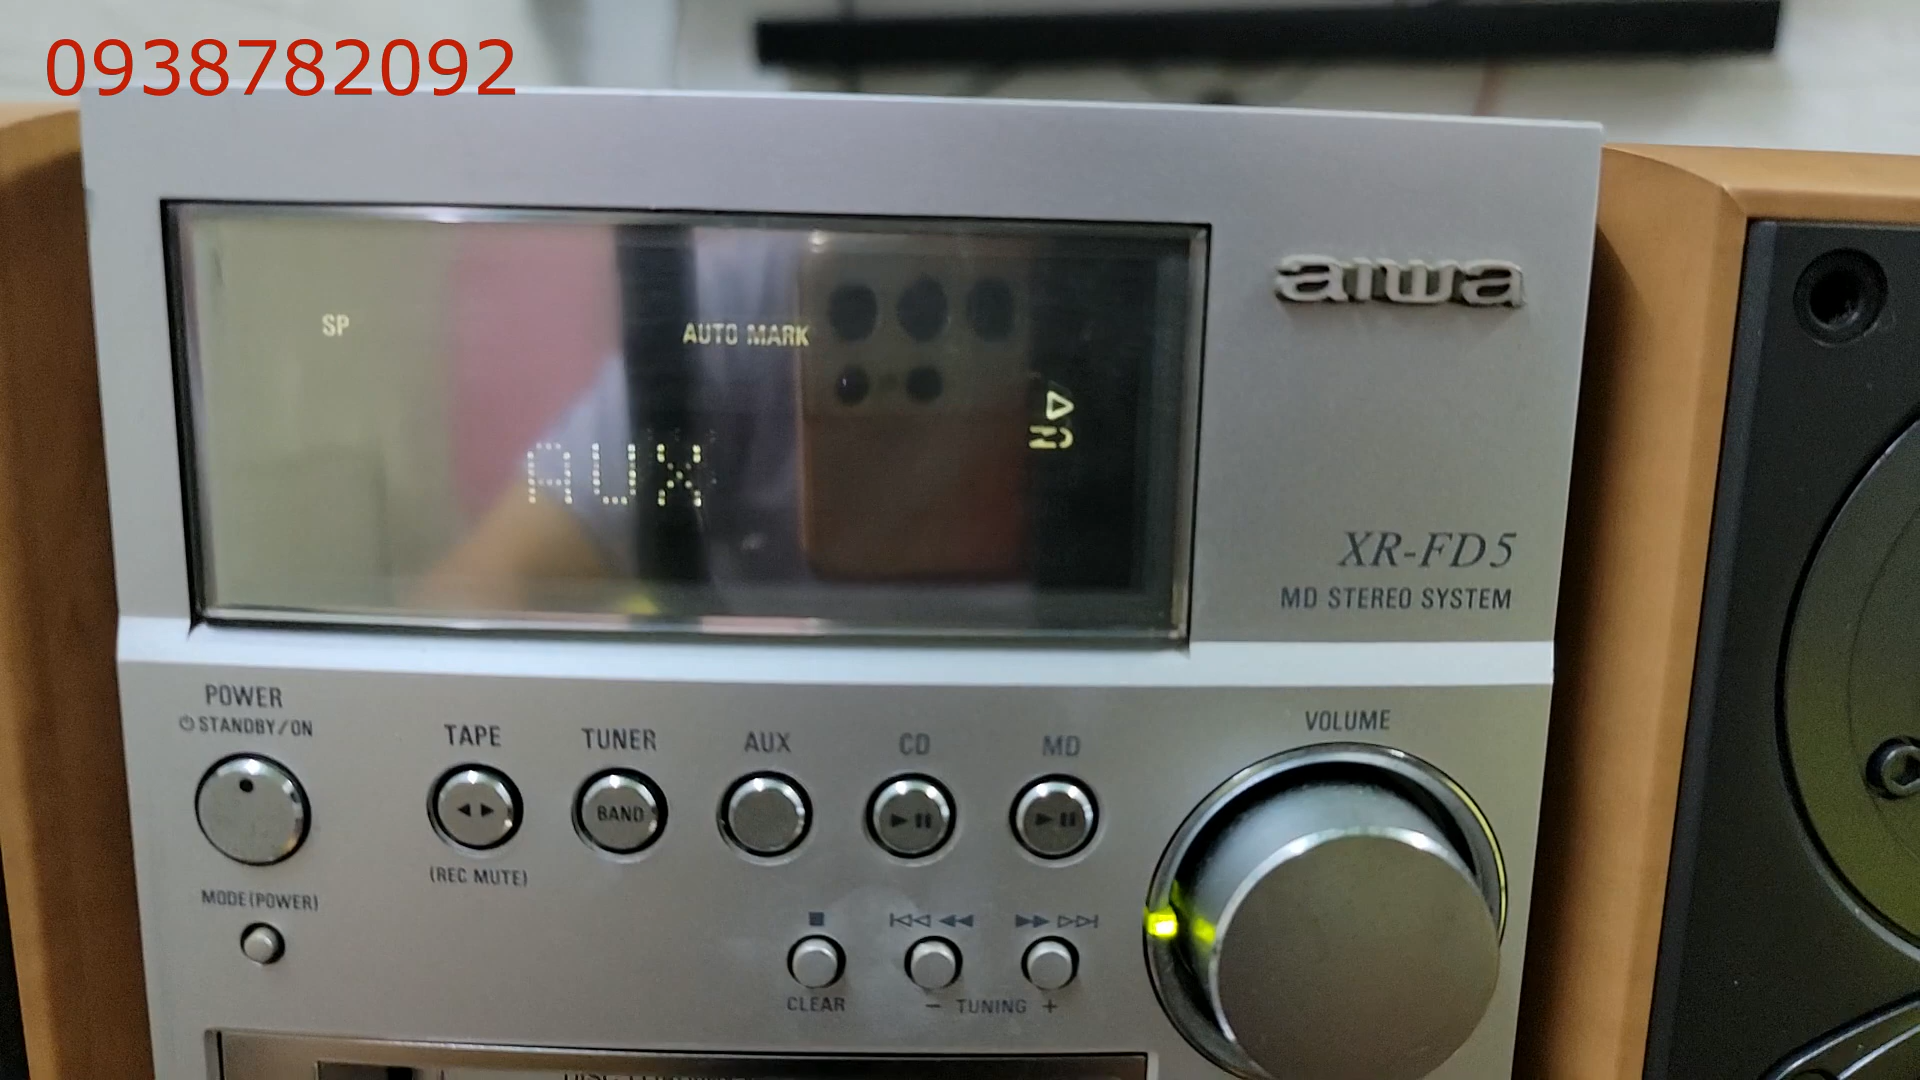 0938782092
aiwa
SP
AUTO MARK
AUX
XR-FD5
MD STEREO SYSTEM
POWER
STANDBY/ON
TAPE
TUNER
AUX
CD
MD
VOLUME
BAND
(REC MUTE)
MODE(POWER)
CLEAR
- TUNING +